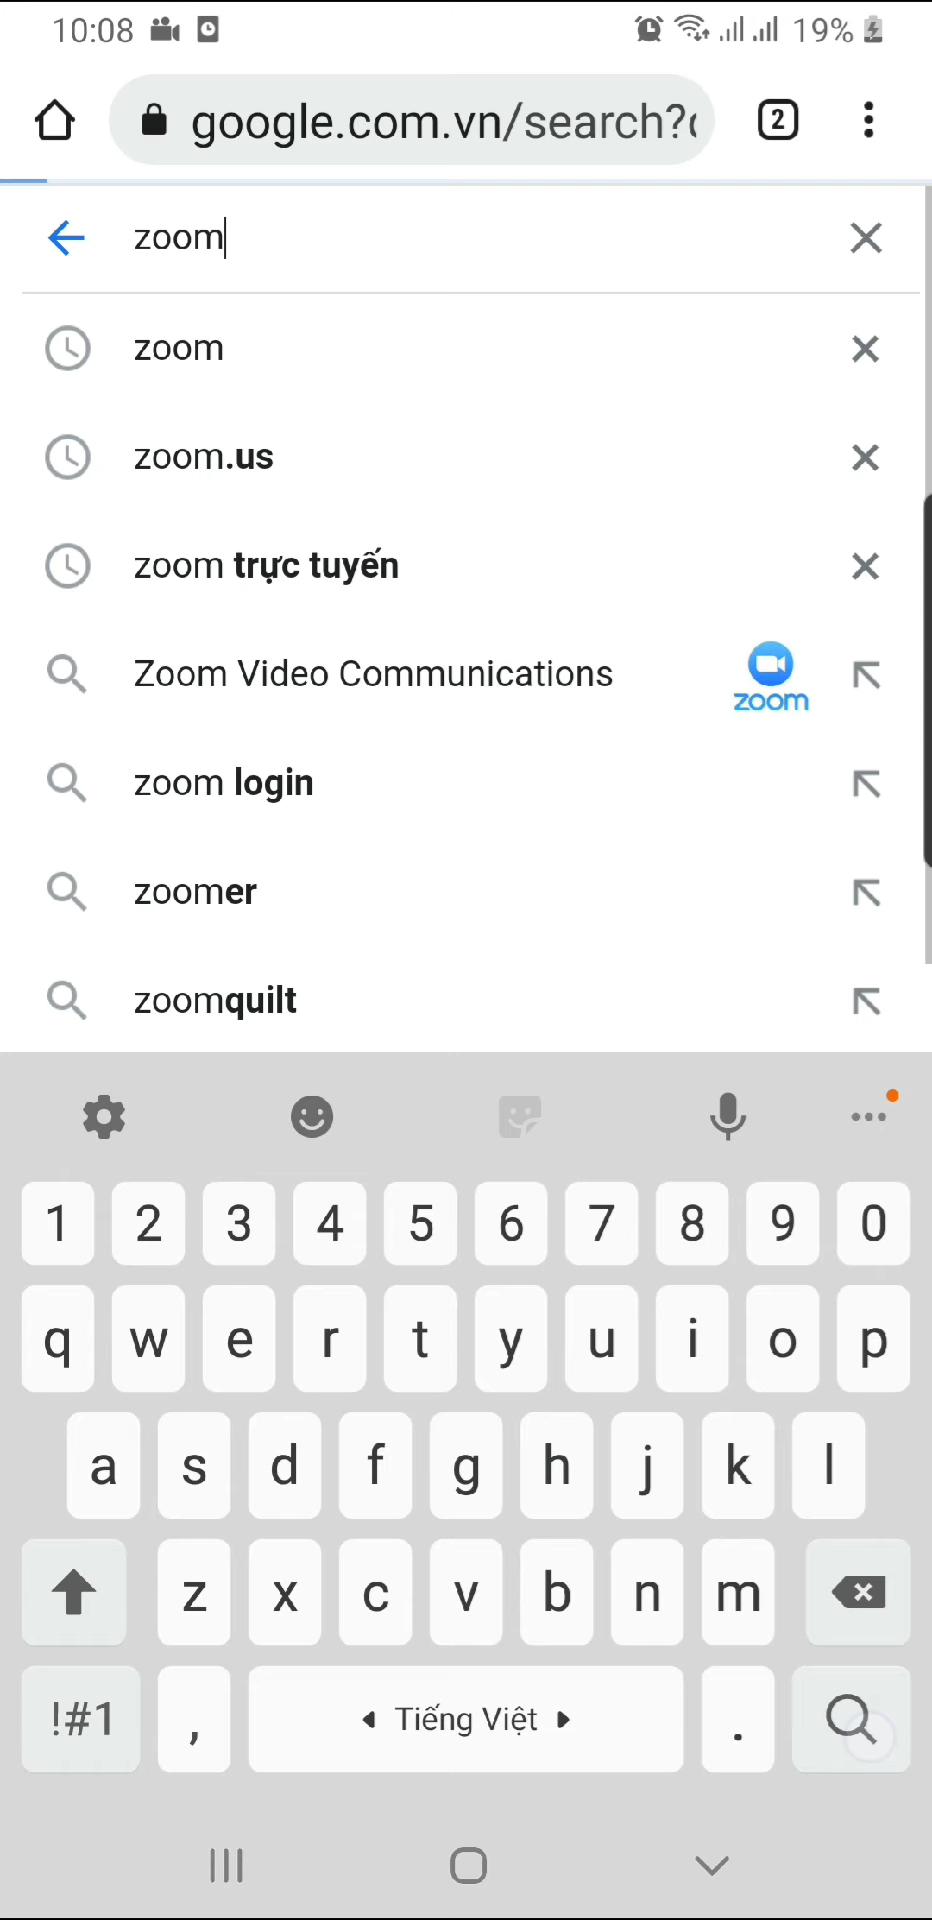 10:08 19%
google.com.vn/search?
2
zoom
zoom
zoom.us
zoom trực tuyến
Zoom Video Communications
zoom
zoom login
zoomer
zoomquilt
1 2 3 4 5 6 7 8 9 0
q w e r t y u i o p
a s d f g h j k l
z x c v b n m
!#1 , Tiếng Việt .